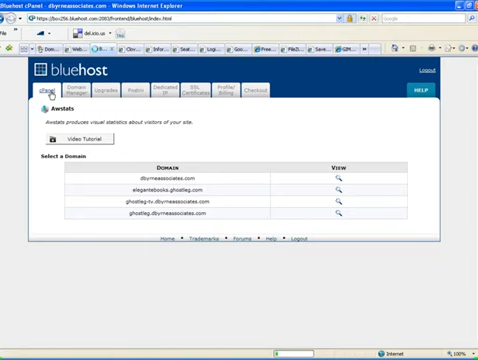 Bluehost cPanel - dbyrneassociates.com - Windows Internet Explorer
https://box256.bluehost.com:2083/frontend/bluehost/index.html
del.icio.us
bluehost
Logout
cPanel
Domain Manager
Upgrades
Postini
Dedicated IP
SSL Certificates
Profile/ Billing
Checkout
HELP
Awstats
Awstats produces visual statistics about visitors of your site.
Video Tutorial
Select a Domain
DOMAIN VIEW
dbyrneassociates.com
elegantebooks.ghostleg.com
ghostleg-tv.dbyrneassociates.com
ghostleg.dbyrneassociates.com
Home Trademarks Forums Help Logout
Internet 100%